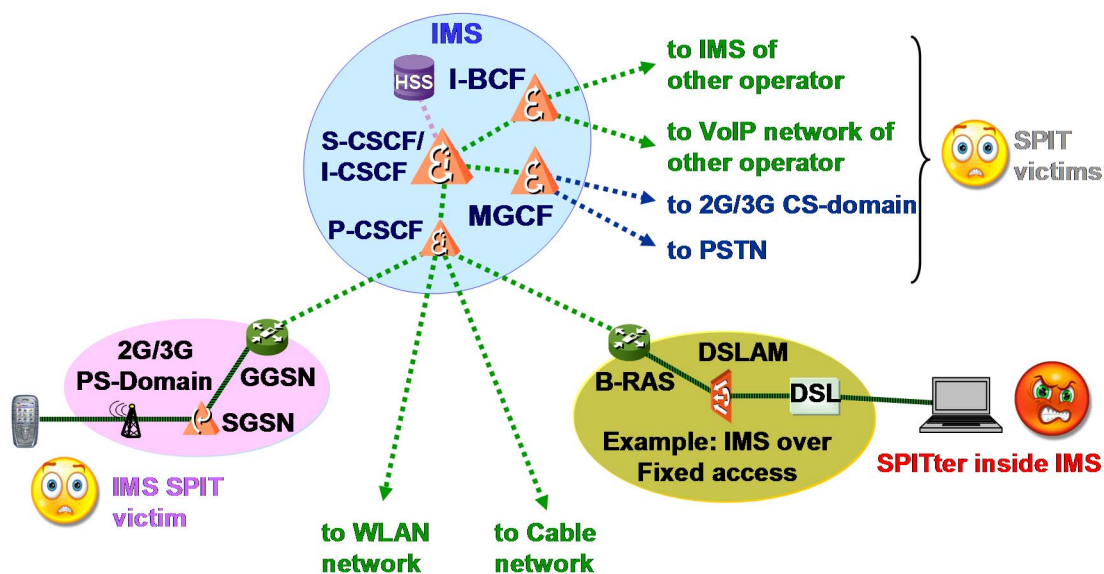 IMS
HSS
I-BCF
S-CSCF/
I-CSCF
MGCF
P-CSCF
to IMS of
other operator
to VoIP network of
other operator
to 2G/3G CS-domain
to PSTN
SPIT
victims
2G/3G
PS-Domain
GGSN
SGSN
IMS SPIT
victim
to WLAN
network
to Cable
network
DSLAM
B-RAS
DSL
Example: IMS over
Fixed access
SPITter inside IMS